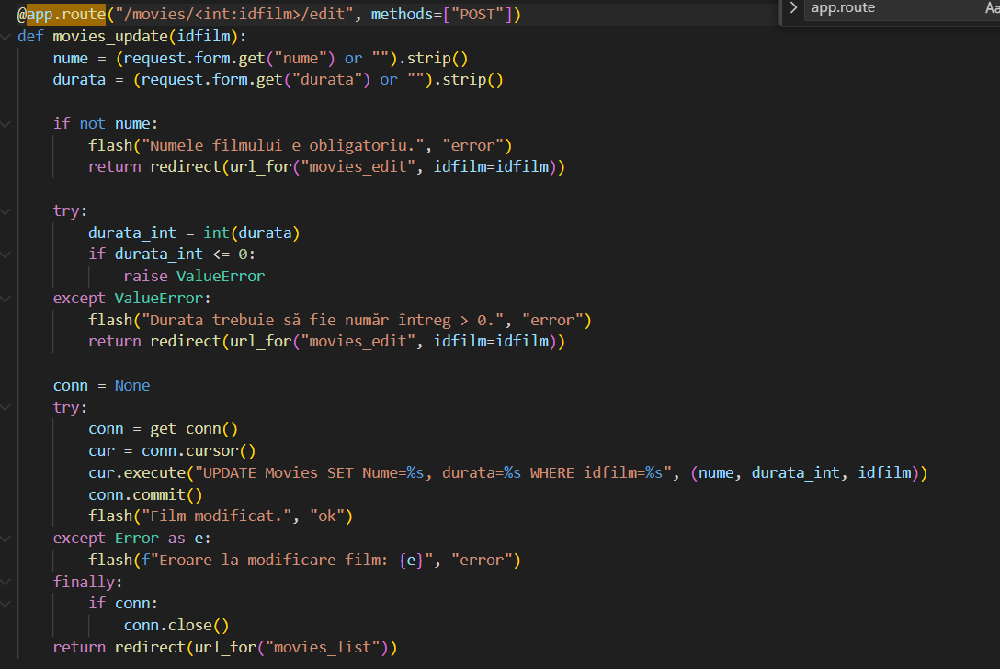 @app.route("/movies/<int:idfilm>/edit", methods=["POST"])
app.route
Aa
def movies_update(idfilm):
    nume = (request.form.get("nume") or "").strip()
    durata = (request.form.get("durata") or "").strip()

    if not nume:
        flash("Numele filmului e obligatoriu.", "error")
        return redirect(url_for("movies_edit", idfilm=idfilm))

    try:
        durata_int = int(durata)
        if durata_int <= 0:
            raise ValueError
    except ValueError:
        flash("Durata trebuie să fie număr întreg > 0.", "error")
        return redirect(url_for("movies_edit", idfilm=idfilm))

    conn = None
    try:
        conn = get_conn()
        cur = conn.cursor()
        cur.execute("UPDATE Movies SET Nume=%s, durata=%s WHERE idfilm=%s", (nume, durata_int, idfilm))
        conn.commit()
        flash("Film modificat.", "ok")
    except Error as e:
        flash(f"Eroare la modificare film: {e}", "error")
    finally:
        if conn:
            conn.close()
    return redirect(url_for("movies_list"))